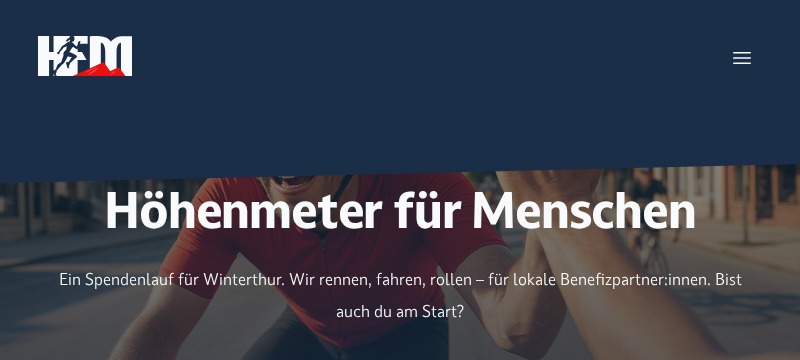 HFM
Höhenmeter für Menschen
Ein Spendenlauf für Winterthur. Wir rennen, fahren, rollen – für lokale Benefizpartner:innen. Bist
auch du am Start?